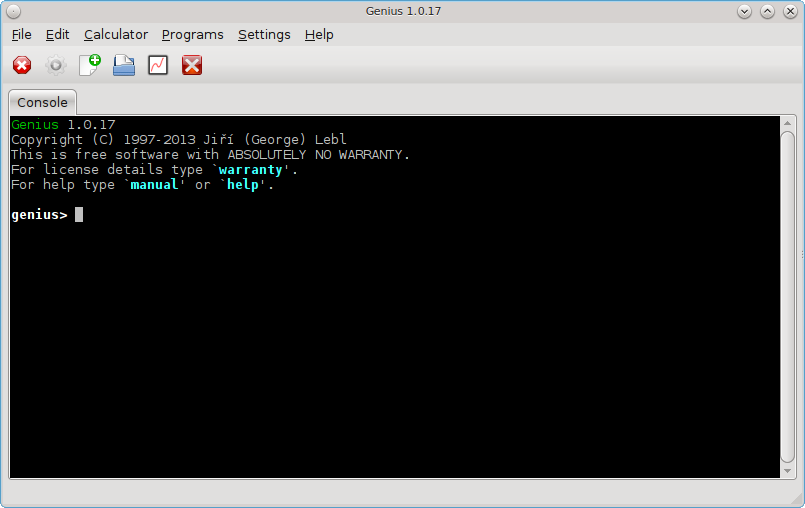 Genius 1.0.17
File Edit Calculator Programs Settings Help
Console
Genius 1.0.17
Copyright (C) 1997-2013 Jiří (George) Lebl
This is free software with ABSOLUTELY NO WARRANTY.
For license details type `warranty'.
For help type `manual' or `help'.
genius>